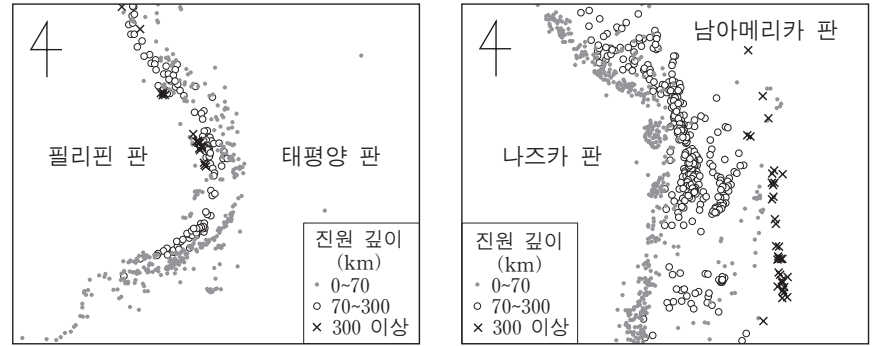 필리핀 판
태평양 판
진원 깊이
(km)
0~70
70~300
300 이상
남아메리카 판
나즈카 판
진원 깊이
(km)
0~70
70~300
300 이상